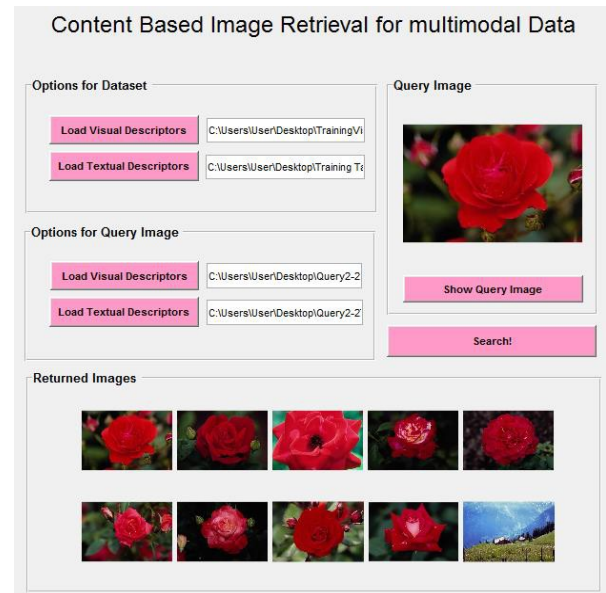 Content Based Image Retrieval for multimodal Data
Options for Dataset
Load Visual Descriptors
C:\Users\User\Desktop\TrainingVi
Load Textual Descriptors
C:\Users\User\Desktop\Training Ta
Options for Query Image
Load Visual Descriptors
C:\Users\User\Desktop\Query2-2
Load Textual Descriptors
C:\Users\User\Desktop\Query2-2
Query Image
Show Query Image
Search!
Returned Images